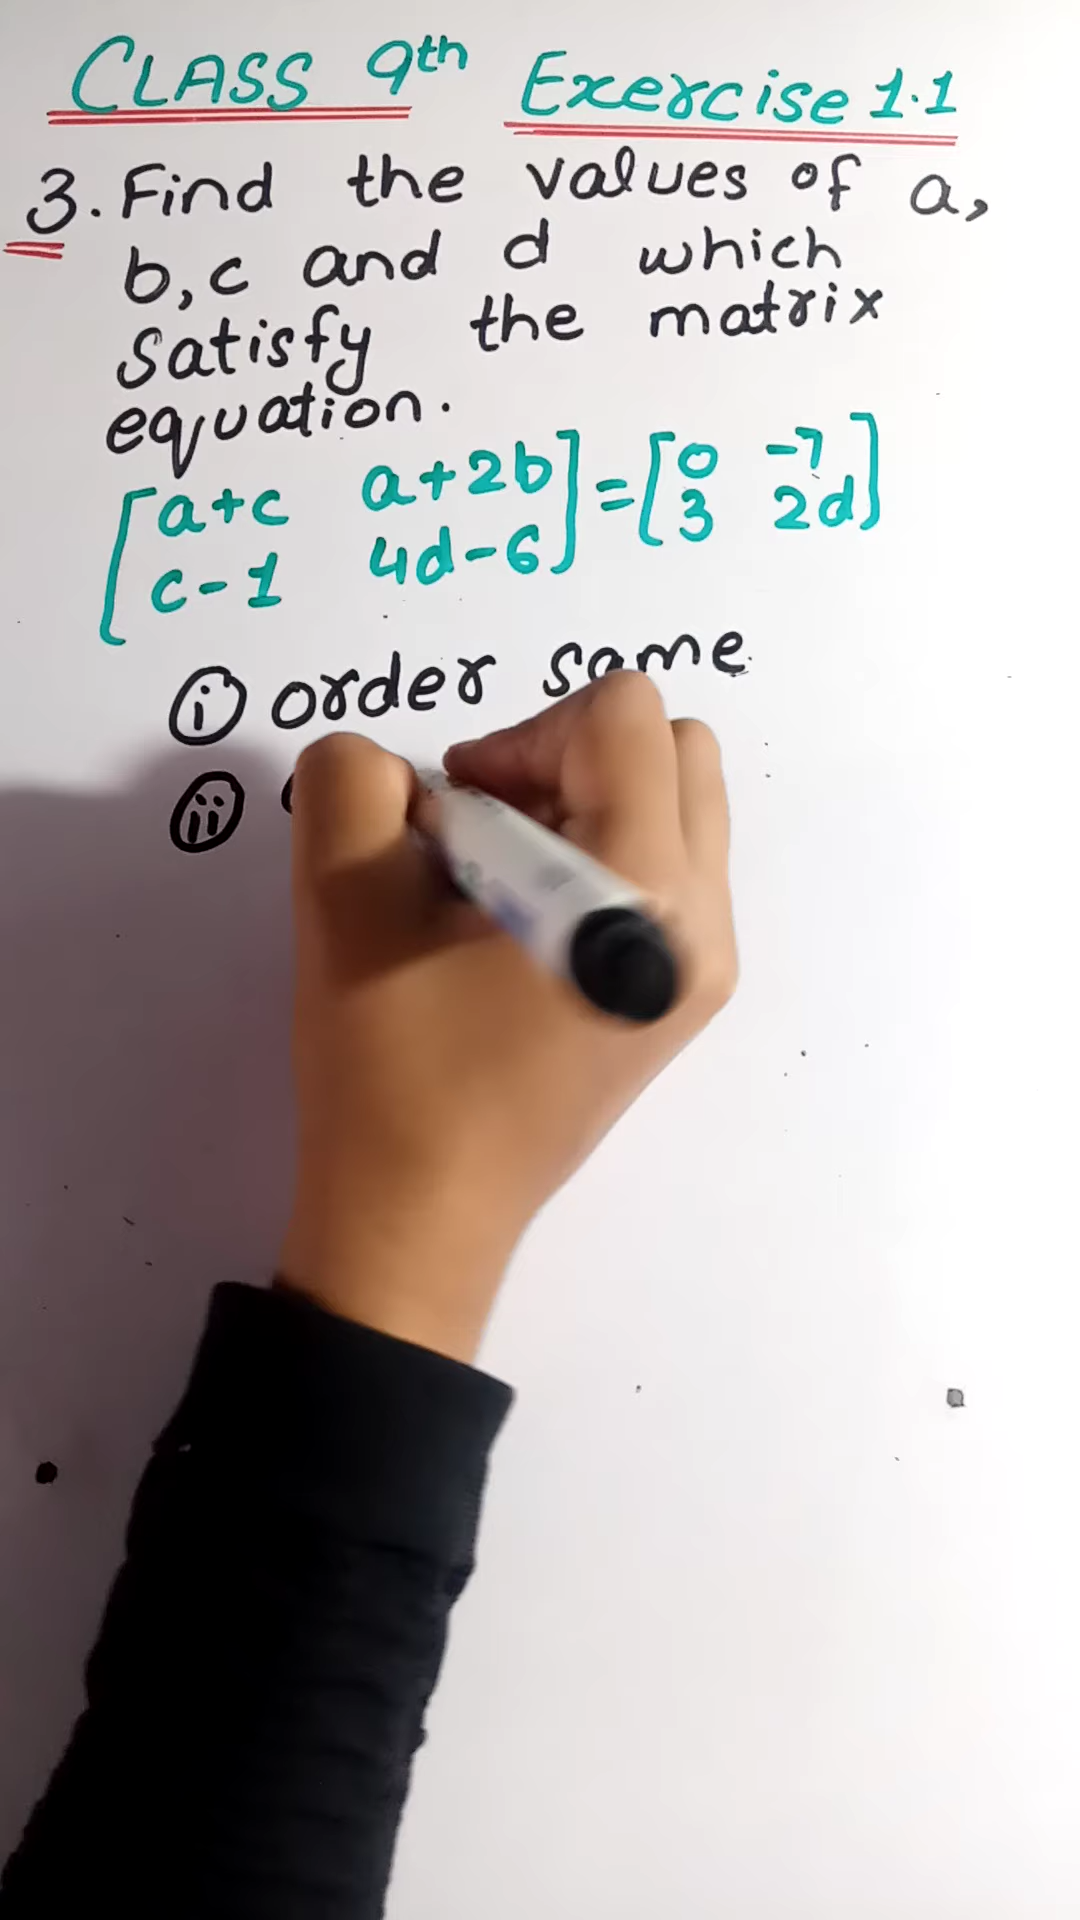 CLASS 9th Exercise 1.1
3. Find the values of a,
b, c and d which
satisfy the matrix
equation.
[a+c a+2b] = [0 -7]
[c-1 4d-6] [3 2d]
(i) order same
(ii)